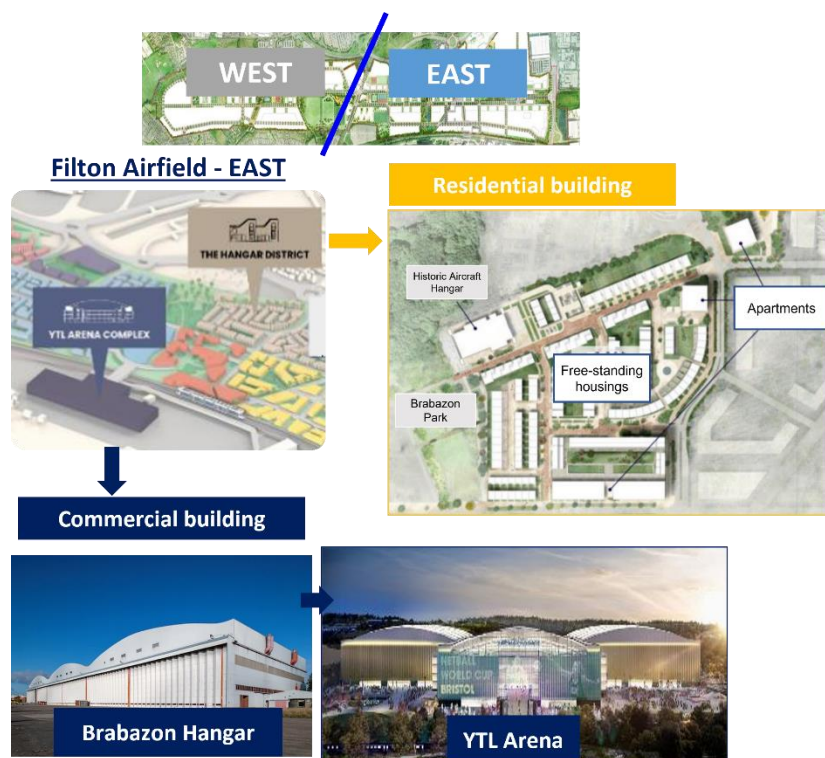 WEST
EAST
Filton Airfield - EAST
Residential building
THE HANGAR DISTRICT
YTL ARENA COMPLEX
Historic Aircraft
Hangar
Apartments
Free-standing
housings
Brabazon
Park
Commercial building
NETBALL
WORLD CUP
BRISTOL
Brabazon Hangar
YTL Arena